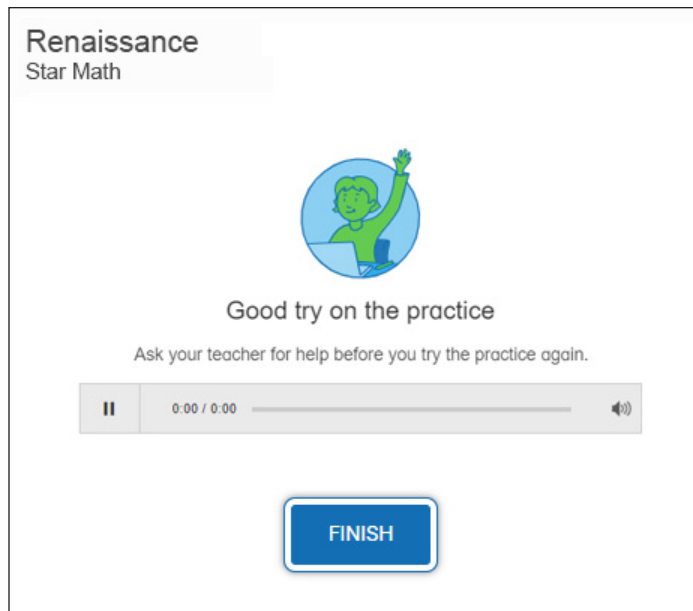 Renaissance
Star Math
Good try on the practice
Ask your teacher for help before you try the practice again.
0:00 / 0:00
FINISH